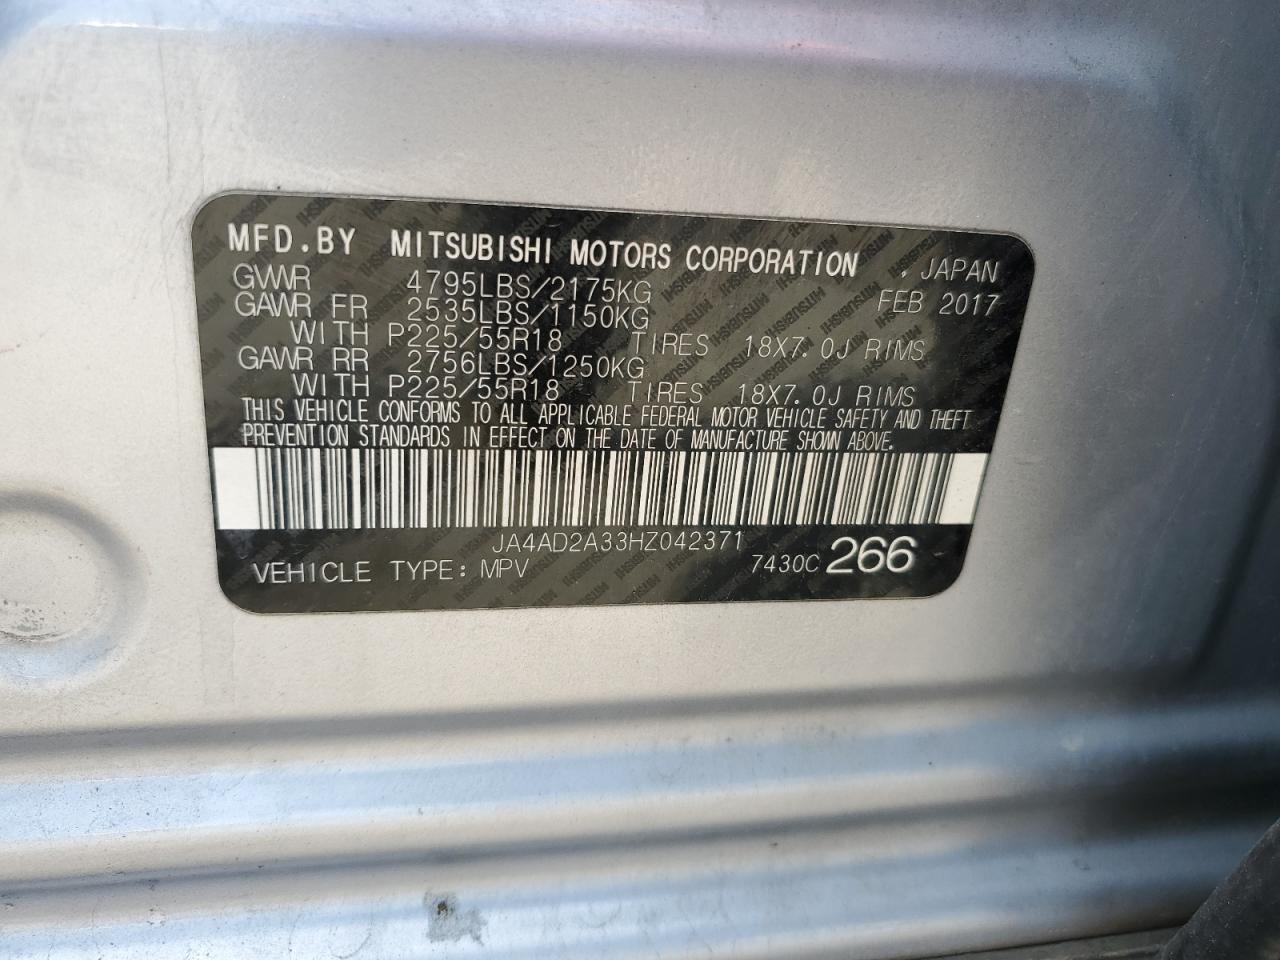 MFD.BY MITSUBISHI MOTORS CORPORATION , JAPAN
GVWR 4795LBS/2175KG FEB 2017
GAWR FR 2535LBS/1150KG
WITH P225/55R18 TIRES 18X7.0J RIMS
GAWR RR 2756LBS/1250KG
WITH P225/55R18 TIRES 18X7.0J RIMS
THIS VEHICLE CONFORMS TO ALL APPLICABLE FEDERAL MOTOR VEHICLE SAFETY AND THEFT
PREVENTION STANDARDS IN EFFECT ON THE DATE OF MANUFACTURE SHOWN ABOVE.
JA4AD2A33HZ042371
VEHICLE TYPE: MPV 7430C 266